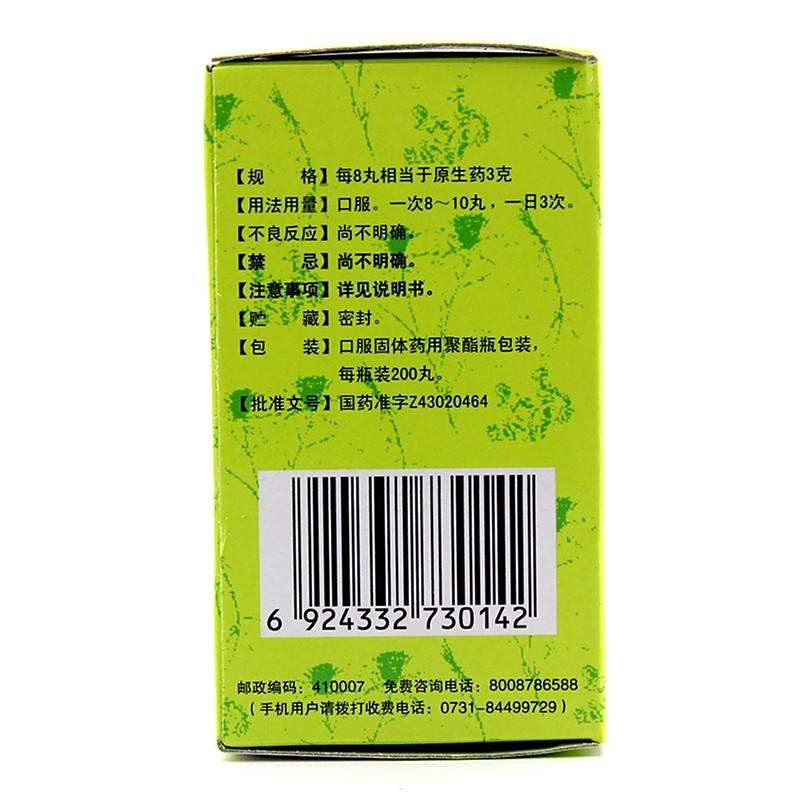 【规　　格】每8丸相当于原生药3克
【用法用量】口服。一次8～10丸，一日3次。
【不良反应】尚不明确。
【禁　　忌】尚不明确。
【注意事项】详见说明书。
【贮　　藏】密封。
【包　　装】口服固体药用聚酯瓶包装，
每瓶装200丸。
【批准文号】国药准字Z43020464
6 924332 730142
邮政编码：410007　免费咨询电话：8008786588
（手机用户请拨打收费电话：0731-84499729）